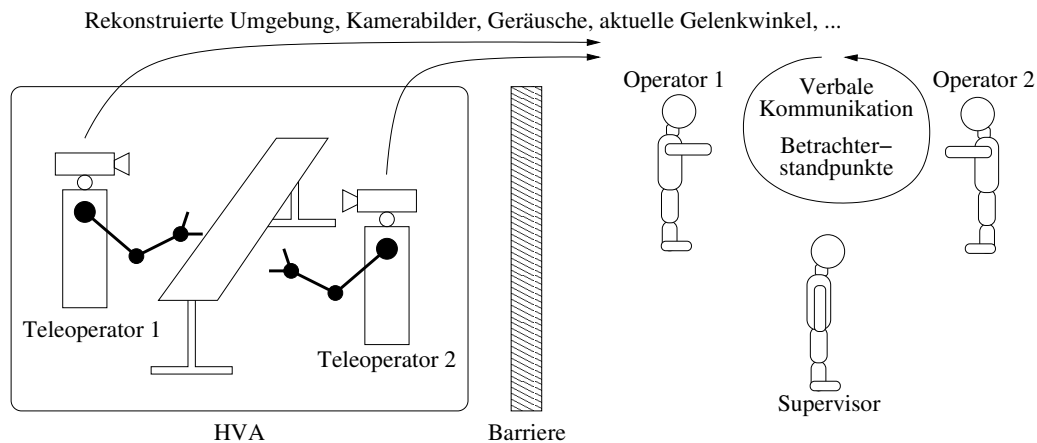 Rekonstruierte Umgebung, Kamerabilder, Geräusche, aktuelle Gelenkwinkel, ...
Operator 1
Operator 2
Verbale
Kommunikation
Betrachter–
standpunkte
Teleoperator 1
Teleoperator 2
Supervisor
HVA
Barriere